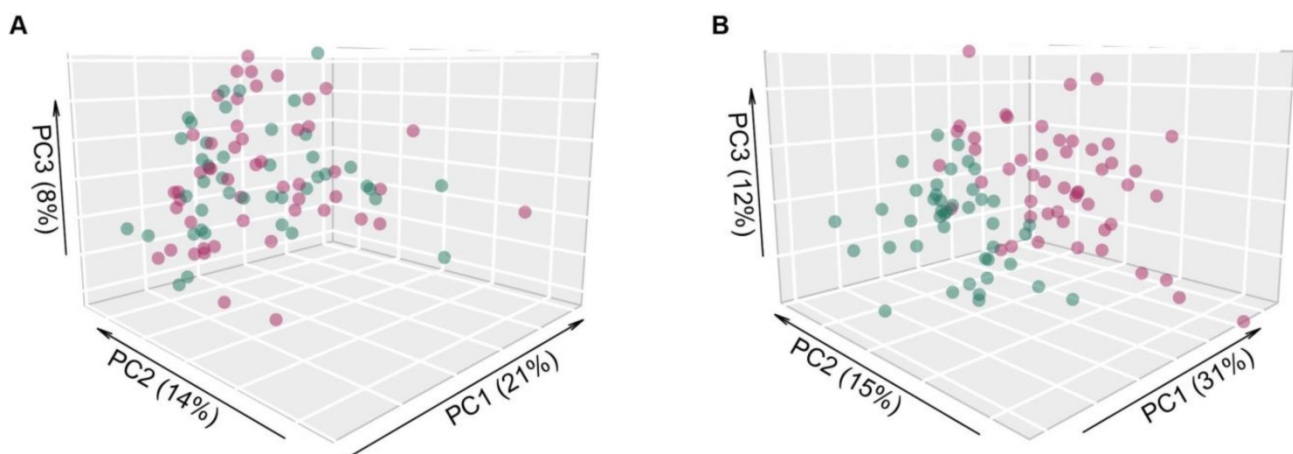 A
PC3 (8%)
PC2 (14%)
PC1 (21%)
B
PC3 (12%)
PC2 (15%)
PC1 (31%)